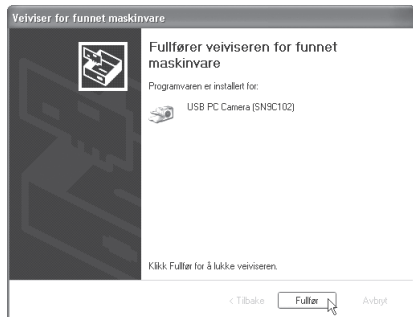 Veiviser for funnet maskinvare
Fullfører veiviseren for funnet
maskinvare
Programvaren er installert for:
USB PC Camera (SN9C102)
Klikk Fullfør for å lukke veiviseren.
< Tilbake Fullfør Avbryt